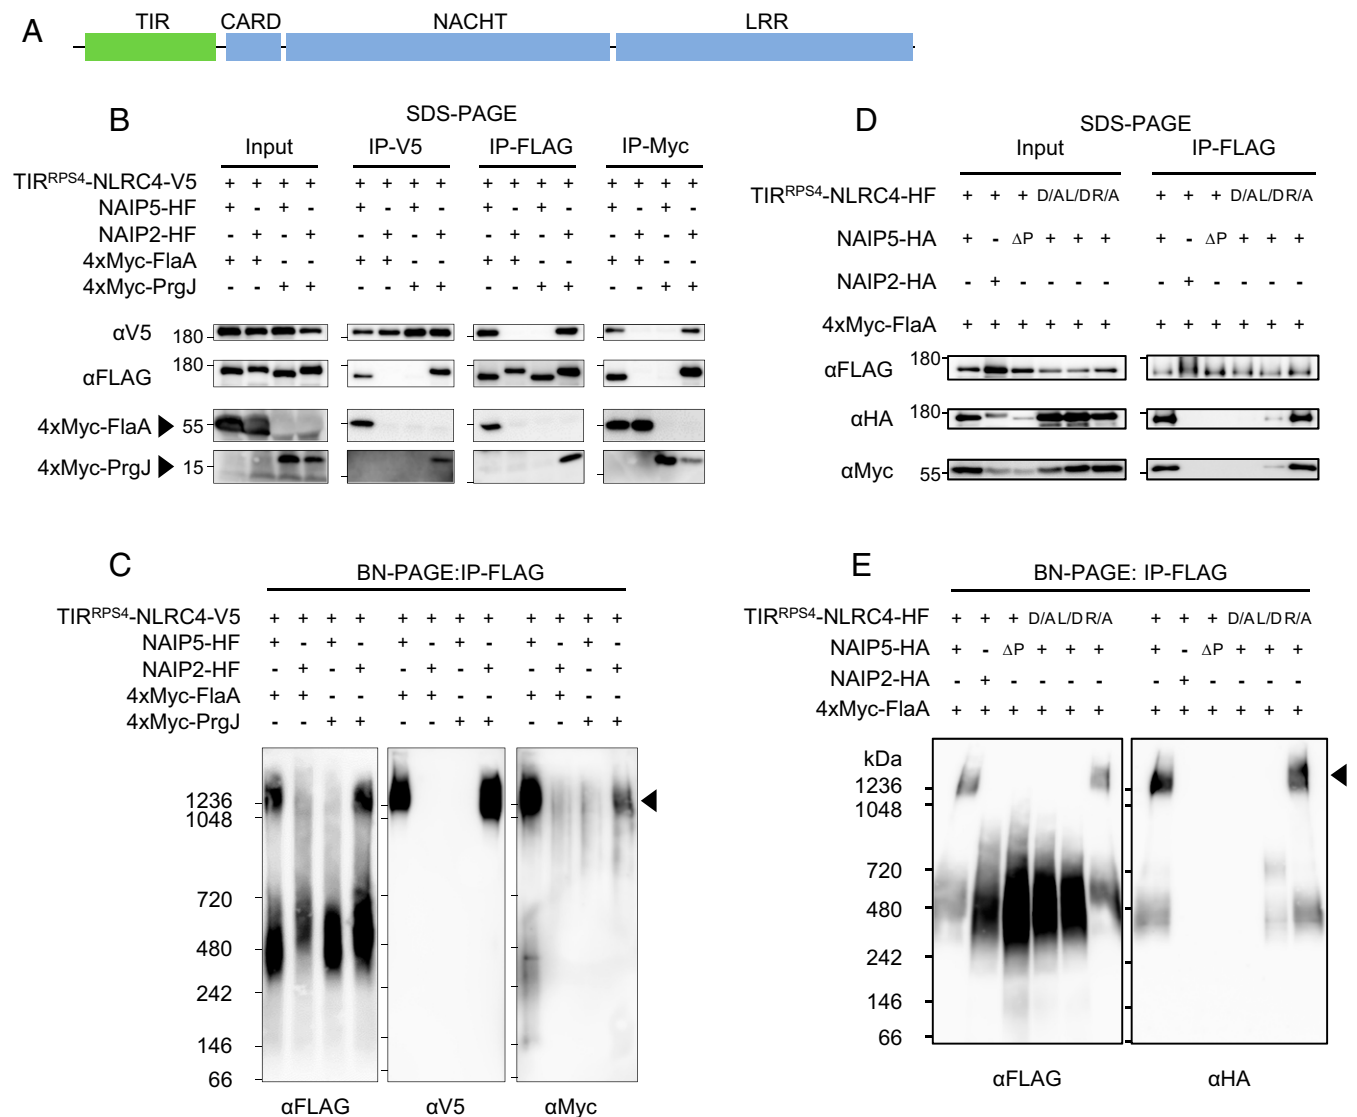 A
TIR CARD NACHT LRR
B
SDS-PAGE
Input IP-V5 IP-FLAG IP-Myc
TIRRPS4-NLRC4-V5 + + + + + + + + + + + + + + + +
NAIP5-HF + - + - + - + - + - + - + - + -
NAIP2-HF - + - + - + - + - + - + - + - +
4xMyc-FlaA + + - - + + - - + + - - + + - -
4xMyc-PrgJ - - + + - - + + - - + + - - + +
αV5 180
αFLAG 180
4xMyc-FlaA 55
4xMyc-PrgJ 15
D
SDS-PAGE
Input IP-FLAG
TIRRPS4-NLRC4-HF + + + D/A L/D R/A + + + D/A L/D R/A
NAIP5-HA + - ΔP + + + + - ΔP + + +
NAIP2-HA - + - - - - - + - - - -
4xMyc-FlaA + + + + + + + + + + + +
αFLAG 180
αHA 180
αMyc 55
C
BN-PAGE:IP-FLAG
TIRRPS4-NLRC4-V5 + + + + + + + + + + + +
NAIP5-HF + - + - + - + - + - + -
NAIP2-HF - + - + - + - + - + - +
4xMyc-FlaA + + - - + + - - + + - -
4xMyc-PrgJ - - + + - - + + - - + +
1236
1048
720
480
242
146
66
αFLAG αV5 αMyc
E
BN-PAGE: IP-FLAG
TIRRPS4-NLRC4-HF + + + D/A L/D R/A + + + D/A L/D R/A
NAIP5-HA + - ΔP + + + + - ΔP + + +
NAIP2-HA - + - - - - - + - - - -
4xMyc-FlaA + + + + + + + + + + + +
kDa
1236
1048
720
480
242
146
66
αFLAG αHA